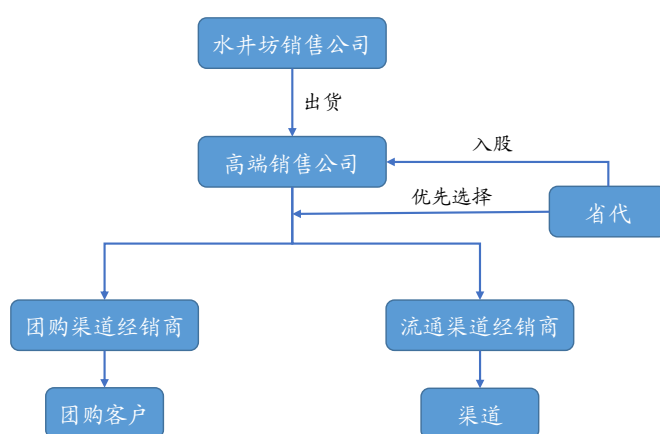 水井坊销售公司
出货
高端销售公司
入股
优先选择
省代
团购渠道经销商
流通渠道经销商
团购客户
渠道